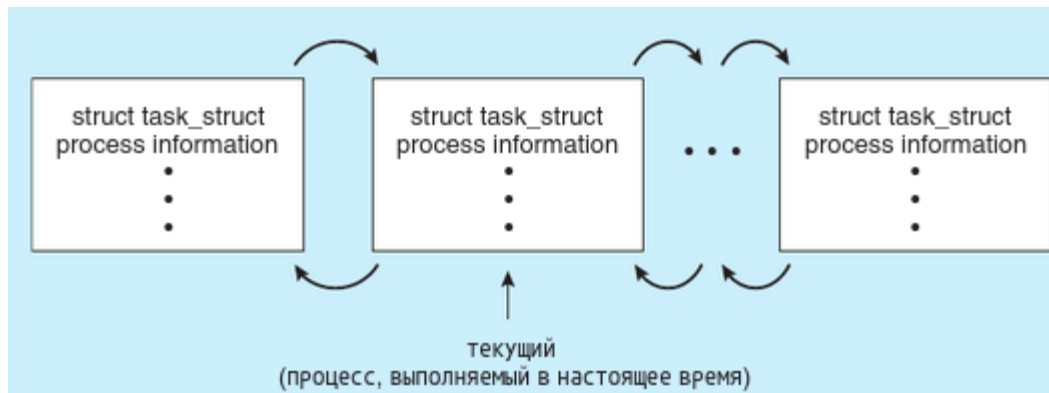 struct task_struct
process information
struct task_struct
process information
struct task_struct
process information
текущий
(процесс, выполняемый в настоящее время)